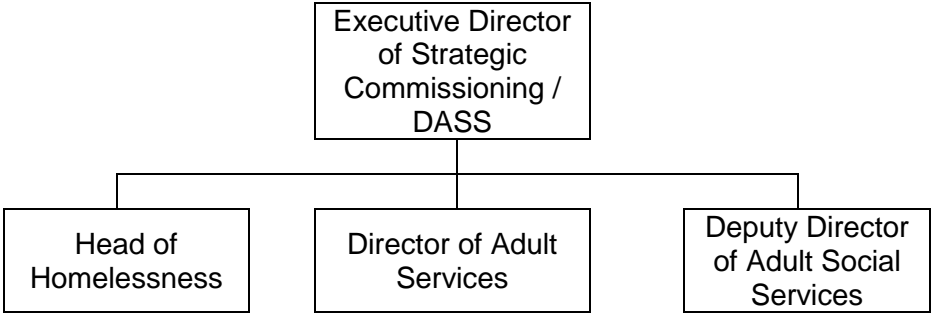 Executive Director
of Strategic
Commissioning /
DASS
Head of
Homelessness
Director of Adult
Services
Deputy Director
of Adult Social
Services